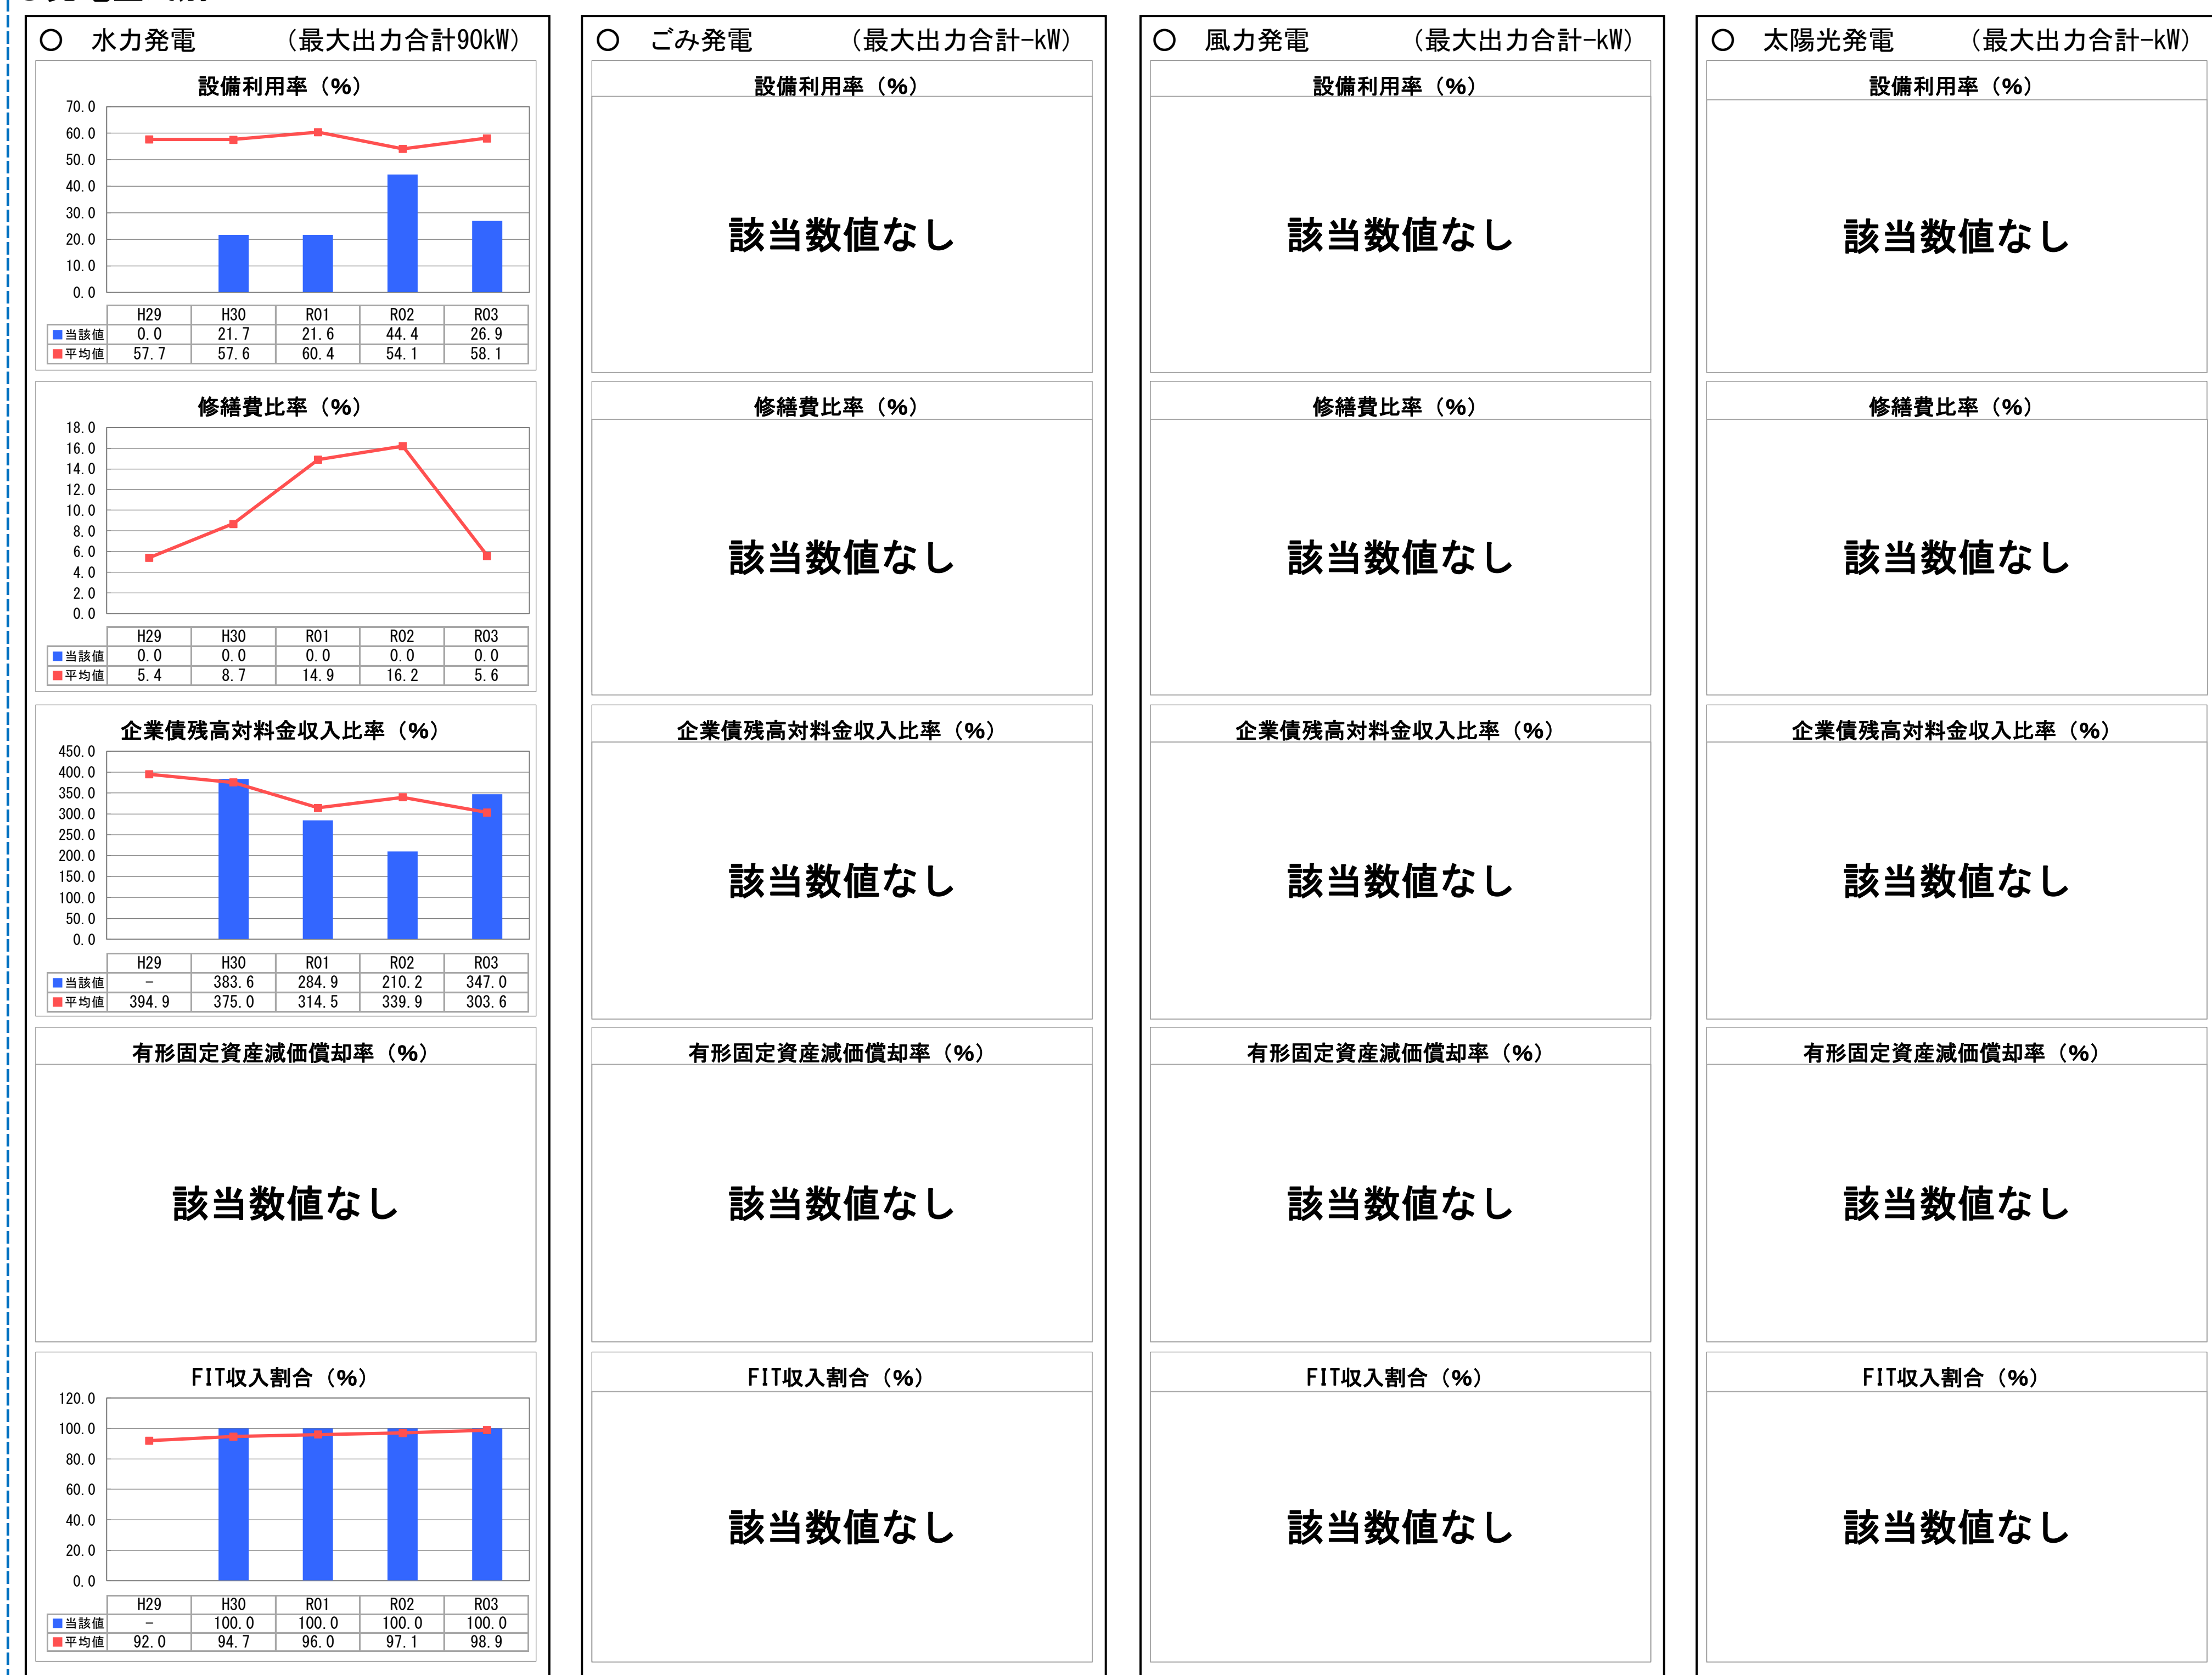 ○ 水力発電 （最大出力合計90kW）
設備利用率（%）
70.0
60.0
50.0
40.0
30.0
20.0
10.0
0.0
H29 H30 R01 R02 R03
当該値 0.0 21.7 21.6 44.4 26.9
平均値 57.7 57.6 60.4 54.1 58.1
修繕費比率（%）
18.0
16.0
14.0
12.0
10.0
8.0
6.0
4.0
2.0
0.0
H29 H30 R01 R02 R03
当該値 0.0 0.0 0.0 0.0 0.0
平均値 5.4 8.7 14.9 16.2 5.6
企業債残高対料金収入比率（%）
450.0
400.0
350.0
300.0
250.0
200.0
150.0
100.0
50.0
0.0
H29 H30 R01 R02 R03
当該値 － 383.6 284.9 210.2 347.0
平均値 394.9 375.0 314.5 339.9 303.6
有形固定資産減価償却率（%）
該当数値なし
FIT収入割合（%）
120.0
100.0
80.0
60.0
40.0
20.0
0.0
H29 H30 R01 R02 R03
当該値 － 100.0 100.0 100.0 100.0
平均値 92.0 94.7 96.0 97.1 98.9
○ ごみ発電 （最大出力合計-kW）
設備利用率（%）
該当数値なし
修繕費比率（%）
該当数値なし
企業債残高対料金収入比率（%）
該当数値なし
有形固定資産減価償却率（%）
該当数値なし
FIT収入割合（%）
該当数値なし
○ 風力発電 （最大出力合計-kW）
設備利用率（%）
該当数値なし
修繕費比率（%）
該当数値なし
企業債残高対料金収入比率（%）
該当数値なし
有形固定資産減価償却率（%）
該当数値なし
FIT収入割合（%）
該当数値なし
○ 太陽光発電 （最大出力合計-kW）
設備利用率（%）
該当数値なし
修繕費比率（%）
該当数値なし
企業債残高対料金収入比率（%）
該当数値なし
有形固定資産減価償却率（%）
該当数値なし
FIT収入割合（%）
該当数値なし